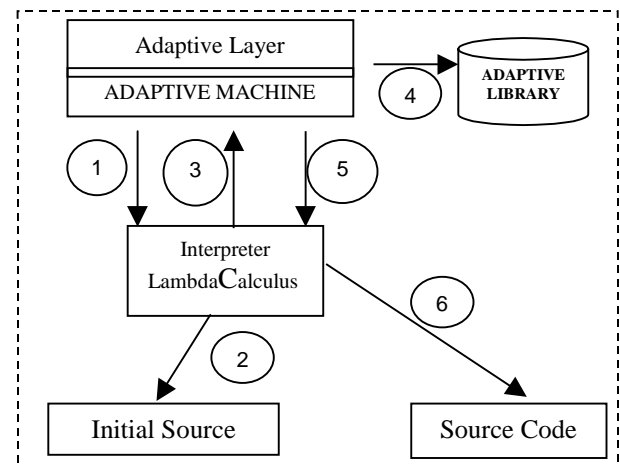 Adaptive Layer
ADAPTIVE MACHINE
ADAPTIVE
LIBRARY
4
1
3
5
Interpreter
LambdaCalculus
6
2
Initial Source
Source Code